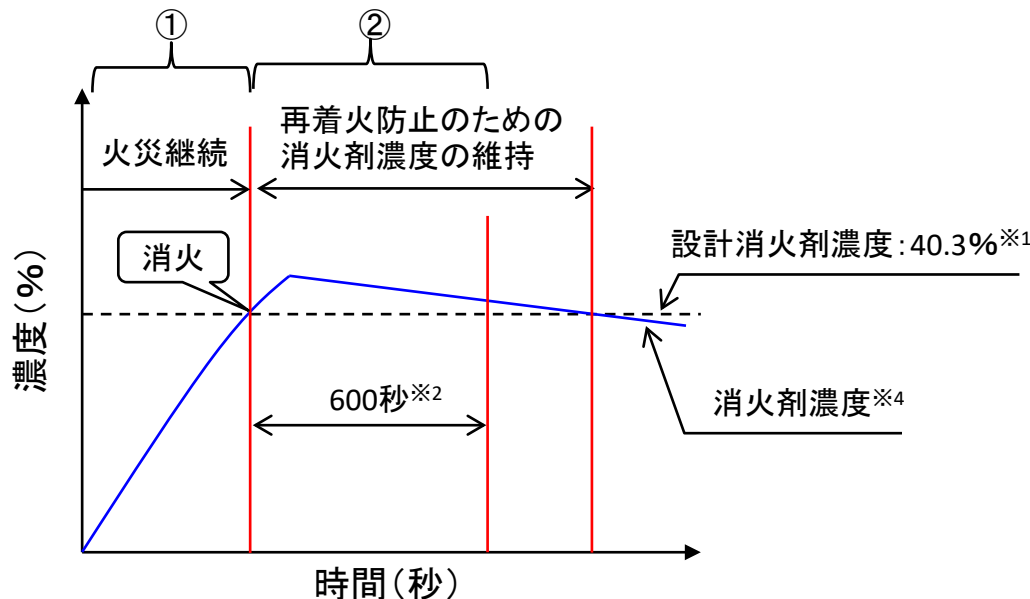 ①
②
火災継続
再着火防止のための
消火剤濃度の維持
消火
設計消火剤濃度:40.3%※1
濃度(%)
600秒※2
消火剤濃度※4
時間(秒)